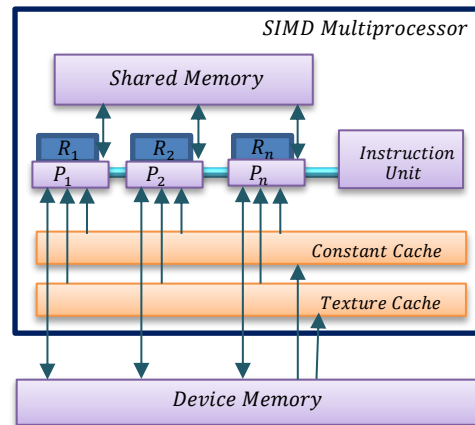 SIMD Multiprocessor
Shared Memory
R₁ R₂ Rₙ
P₁ P₂ Pₙ
Instruction
Unit
Constant Cache
Texture Cache
Device Memory